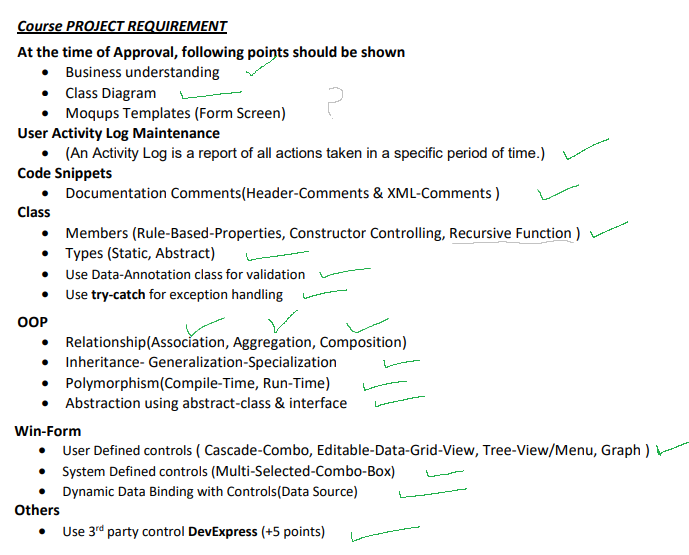 Course PROJECT REQUIREMENT
At the time of Approval, following points should be shown
• Business understanding
• Class Diagram
• Moqups Templates (Form Screen)
?
User Activity Log Maintenance
• (An Activity Log is a report of all actions taken in a specific period of time.)
Code Snippets
• Documentation Comments(Header-Comments & XML-Comments )
Class
• Members (Rule-Based-Properties, Constructor Controlling, Recursive Function )
• Types (Static, Abstract)
• Use Data-Annotation class for validation
• Use try-catch for exception handling
OOP
• Relationship(Association, Aggregation, Composition)
• Inheritance- Generalization-Specialization
• Polymorphism(Compile-Time, Run-Time)
• Abstraction using abstract-class & interface
Win-Form
• User Defined controls ( Cascade-Combo, Editable-Data-Grid-View, Tree-View/Menu, Graph )
• System Defined controls (Multi-Selected-Combo-Box)
• Dynamic Data Binding with Controls(Data Source)
Others
• Use 3rd party control DevExpress (+5 points)